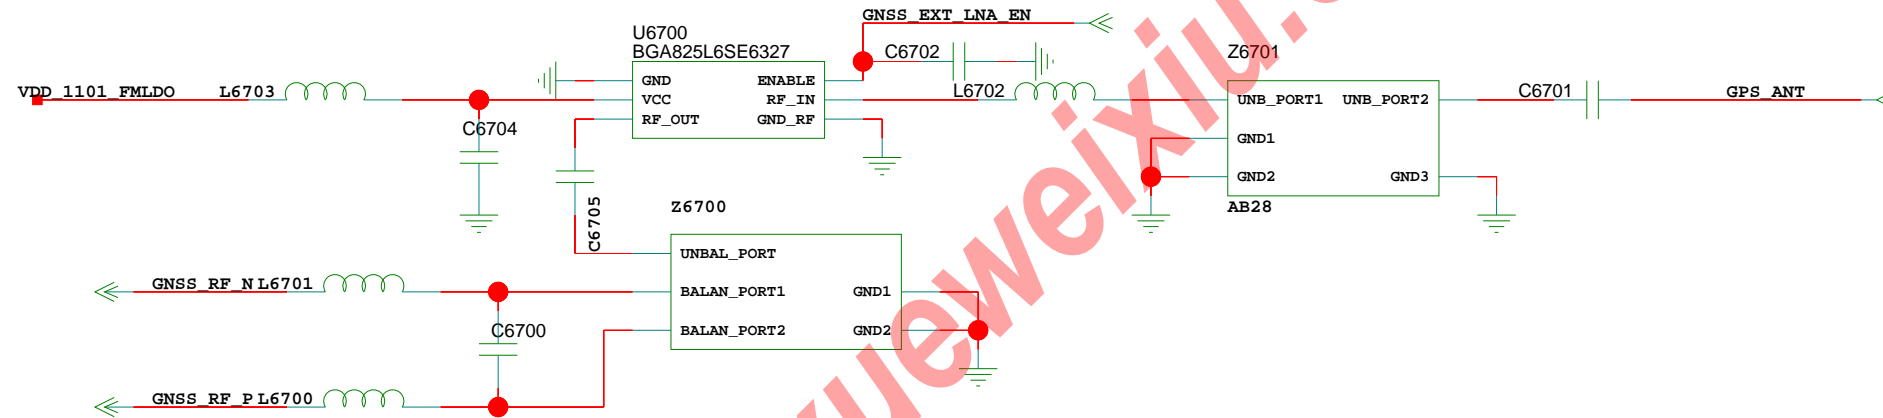 GNSS_EXT_LNA_EN
U6700
BGA825L6SE6327
C6702
Z6701
GND
ENABLE
VDD_1101_FMLDO
L6703
VCC
RF_IN
L6702
UNB_PORT1
UNB_PORT2
C6701
GPS_ANT
C6704
RF_OUT
GND_RF
GND1
GND2
GND3
AB28
Z6700
C6705
UNBAL_PORT
GNSS_RF_N
L6701
BALAN_PORT1
GND1
C6700
BALAN_PORT2
GND2
GNSS_RF_P
L6700